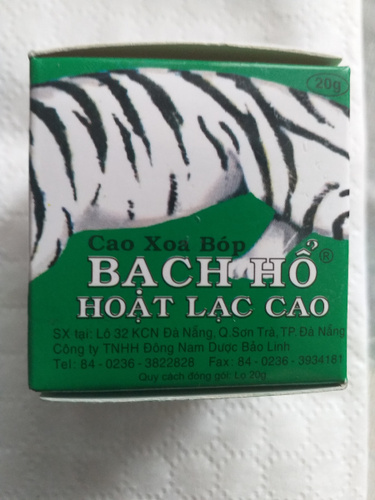 20g
Cao Xoa Bóp
BẠCH HỔ®
HOẠT LẠC CAO
SX tại: Lô 32 KCN Đà Nẵng, Q.Sơn Trà, TP. Đà Nẵng
Công ty TNHH Đông Nam Dược Bảo Linh
Tel: 84 - 0236 - 3822828 Fax: 84 - 0236 - 3934181
Quy cách đóng gói: Lọ 20g